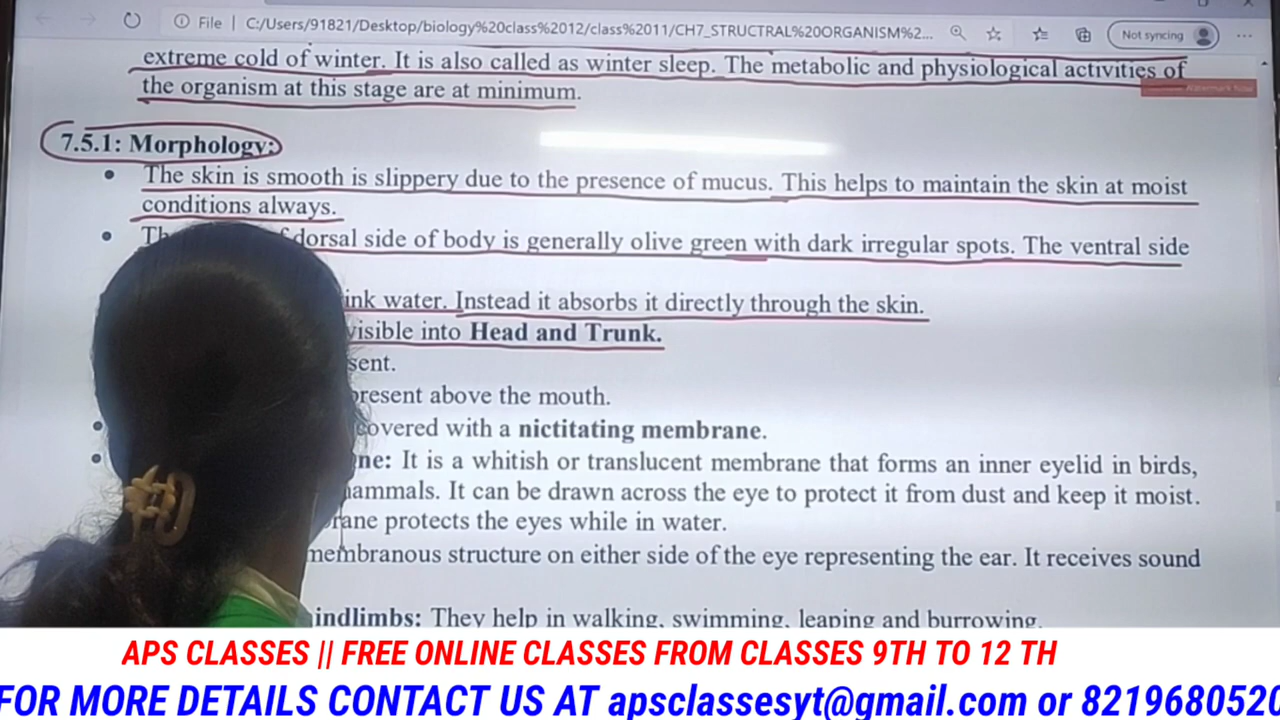 File | C:/Users/91821/Desktop/biology%20class%2012/class%2011/CH7_STRUCTRAL%20ORGANISM%2...
Not syncing
extreme cold of winter. It is also called as winter sleep. The metabolic and physiological activities of
the organism at this stage are at minimum.
7.5.1: Morphology:
• The skin is smooth is slippery due to the presence of mucus. This helps to maintain the skin at moist
conditions always.
• dorsal side of body is generally olive green with dark irregular spots. The ventral side
water. Instead it absorbs it directly through the skin.
into Head and Trunk.
present above the mouth.
covered with a nictitating membrane.
It is a whitish or translucent membrane that forms an inner eyelid in birds,
It can be drawn across the eye to protect it from dust and keep it moist.
protects the eyes while in water.
membranous structure on either side of the eye representing the ear. It receives sound
They help in walking, swimming, leaping and burrowing.
APS CLASSES || FREE ONLINE CLASSES FROM CLASSES 9TH TO 12 TH
FOR MORE DETAILS CONTACT US AT apsclassesyt@gmail.com or 8219680520